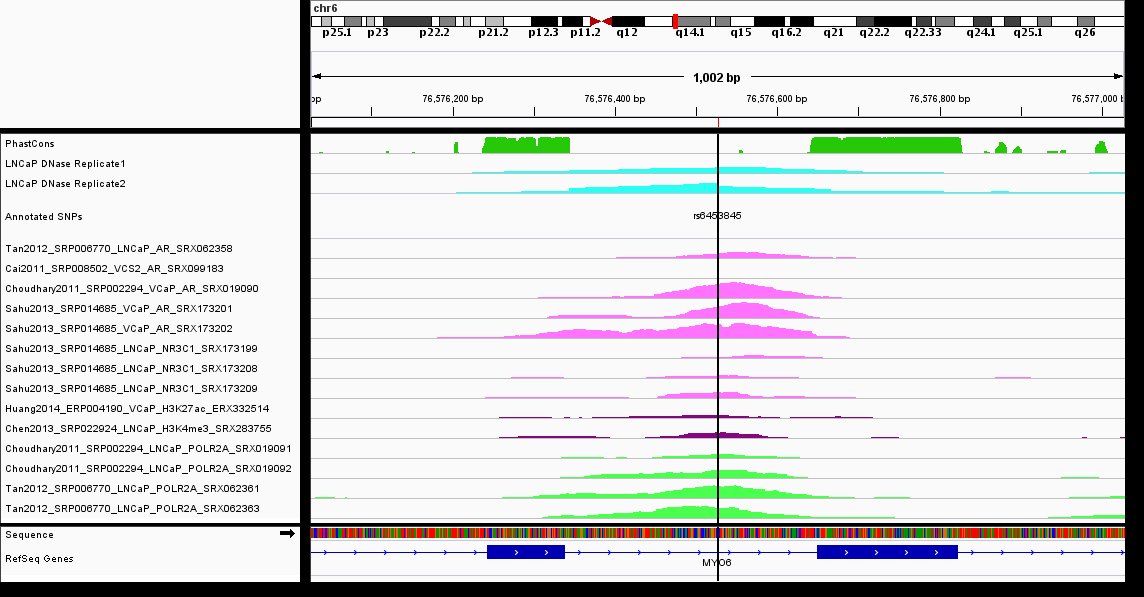 chr6
p25.1 p23 p22.2 p21.2 p12.3 p11.2 q12 q14.1 q15 q16.2 q21 q22.2 q22.33 q24.1 q25.1 q26
1,002 bp
bp 76,576,200 bp 76,576,400 bp 76,576,600 bp 76,576,800 bp 76,577,000 b
PhastCons
LNCaP DNase Replicate1
LNCaP DNase Replicate2
Annotated SNPs
rs6453845
Tan2012_SRP006770_LNCaP_AR_SRX062358
Cai2011_SRP008502_VCS2_AR_SRX099183
Choudhary2011_SRP002294_VCaP_AR_SRX019090
Sahu2013_SRP014685_VCaP_AR_SRX173201
Sahu2013_SRP014685_VCaP_AR_SRX173202
Sahu2013_SRP014685_LNCaP_NR3C1_SRX173199
Sahu2013_SRP014685_LNCaP_NR3C1_SRX173208
Sahu2013_SRP014685_LNCaP_NR3C1_SRX173209
Huang2014_ERP004190_VCaP_H3K27ac_ERX332514
Chen2013_SRP022924_LNCaP_H3K4me3_SRX283755
Choudhary2011_SRP002294_LNCaP_POLR2A_SRX019091
Choudhary2011_SRP002294_LNCaP_POLR2A_SRX019092
Tan2012_SRP006770_LNCaP_POLR2A_SRX062361
Tan2012_SRP006770_LNCaP_POLR2A_SRX062363
Sequence
RefSeq Genes
MYO6